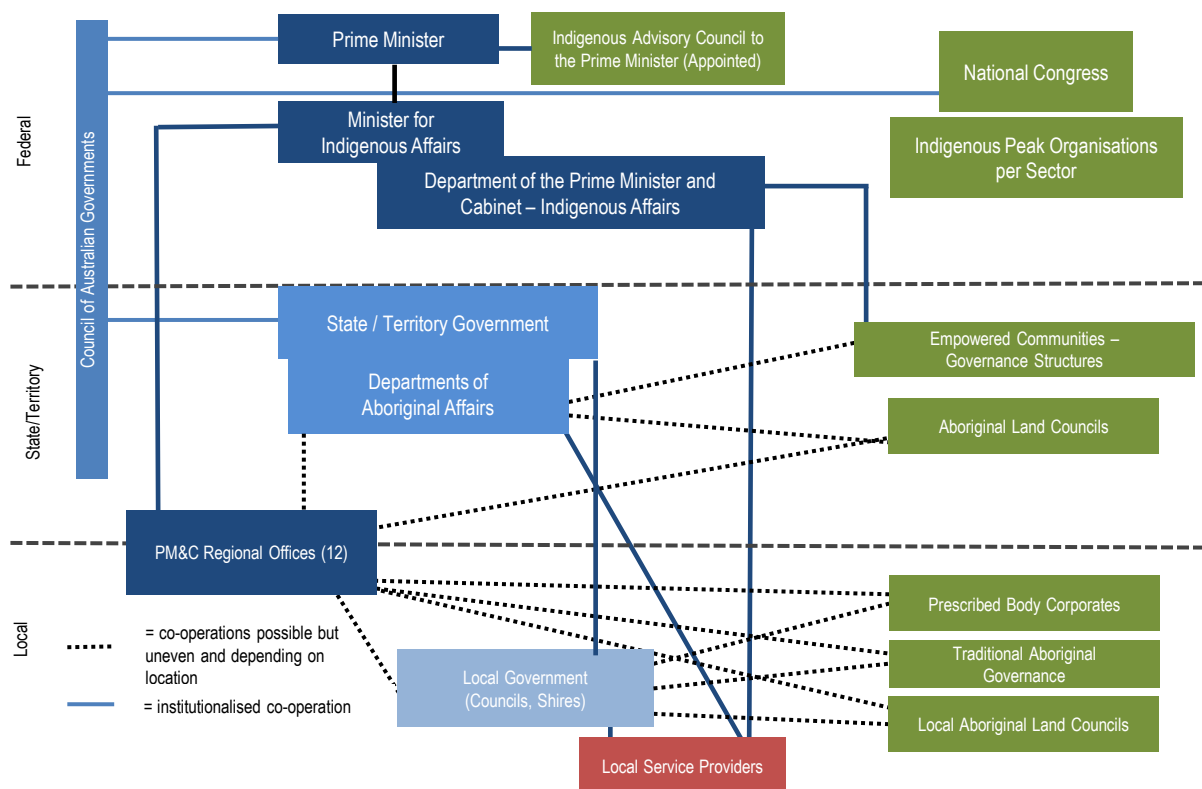 Prime Minister
Indigenous Advisory Council to
the Prime Minister (Appointed)
National Congress
Federal
Council of Australian Governments
Minister for
Indigenous Affairs
Indigenous Peak Organisations
per Sector
Department of the Prime Minister and
Cabinet – Indigenous Affairs
State/Territory
State / Territory Government
Empowered Communities –
Governance Structures
Departments of
Aboriginal Affairs
Aboriginal Land Councils
PM&C Regional Offices (12)
Local
Prescribed Body Corporates
= co-operations possible but
uneven and depending on
location
Traditional Aboriginal
Governance
Local Government
(Councils, Shires)
= institutionalised co-operation
Local Aboriginal Land Councils
Local Service Providers